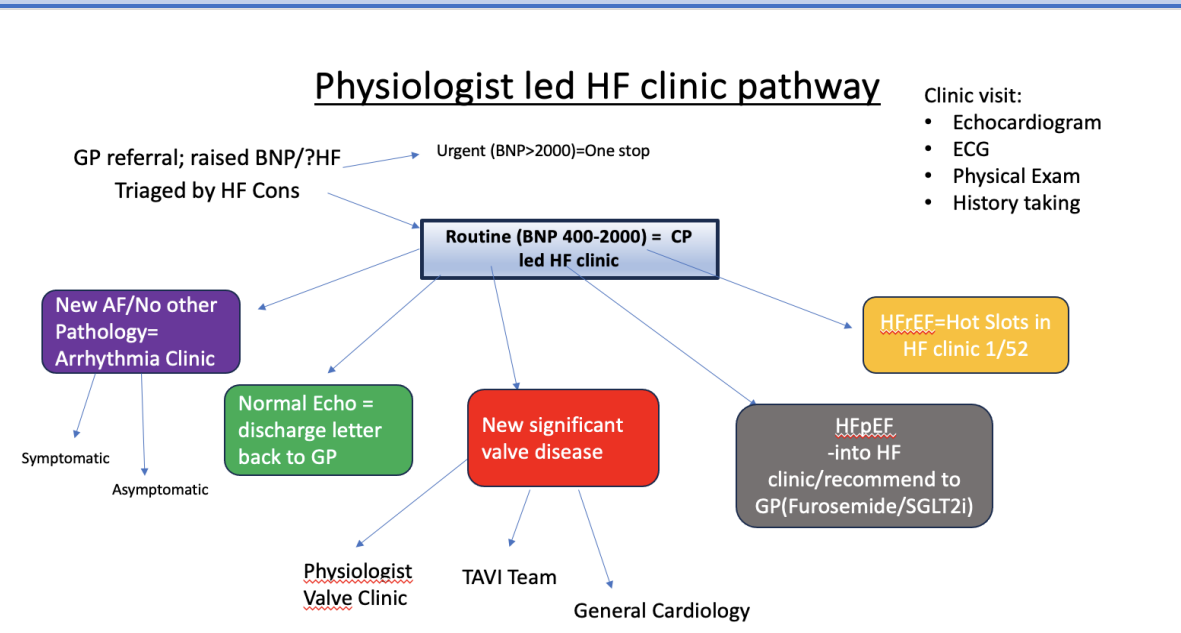 Physiologist led HF clinic pathway
Clinic visit:
• Echocardiogram
• ECG
• Physical Exam
• History taking
GP referral; raised BNP/?HF
Triaged by HF Cons
Urgent (BNP>2000)=One stop
Routine (BNP 400-2000) = CP
led HF clinic
New AF/No other
Pathology=
Arrhythmia Clinic
Symptomatic
Asymptomatic
Normal Echo =
discharge letter
back to GP
New significant
valve disease
Physiologist
Valve Clinic
TAVI Team
General Cardiology
HFpEF
-into HF
clinic/recommend to
GP(Furosemide/SGLT2i)
HFrEF=Hot Slots in
HF clinic 1/52